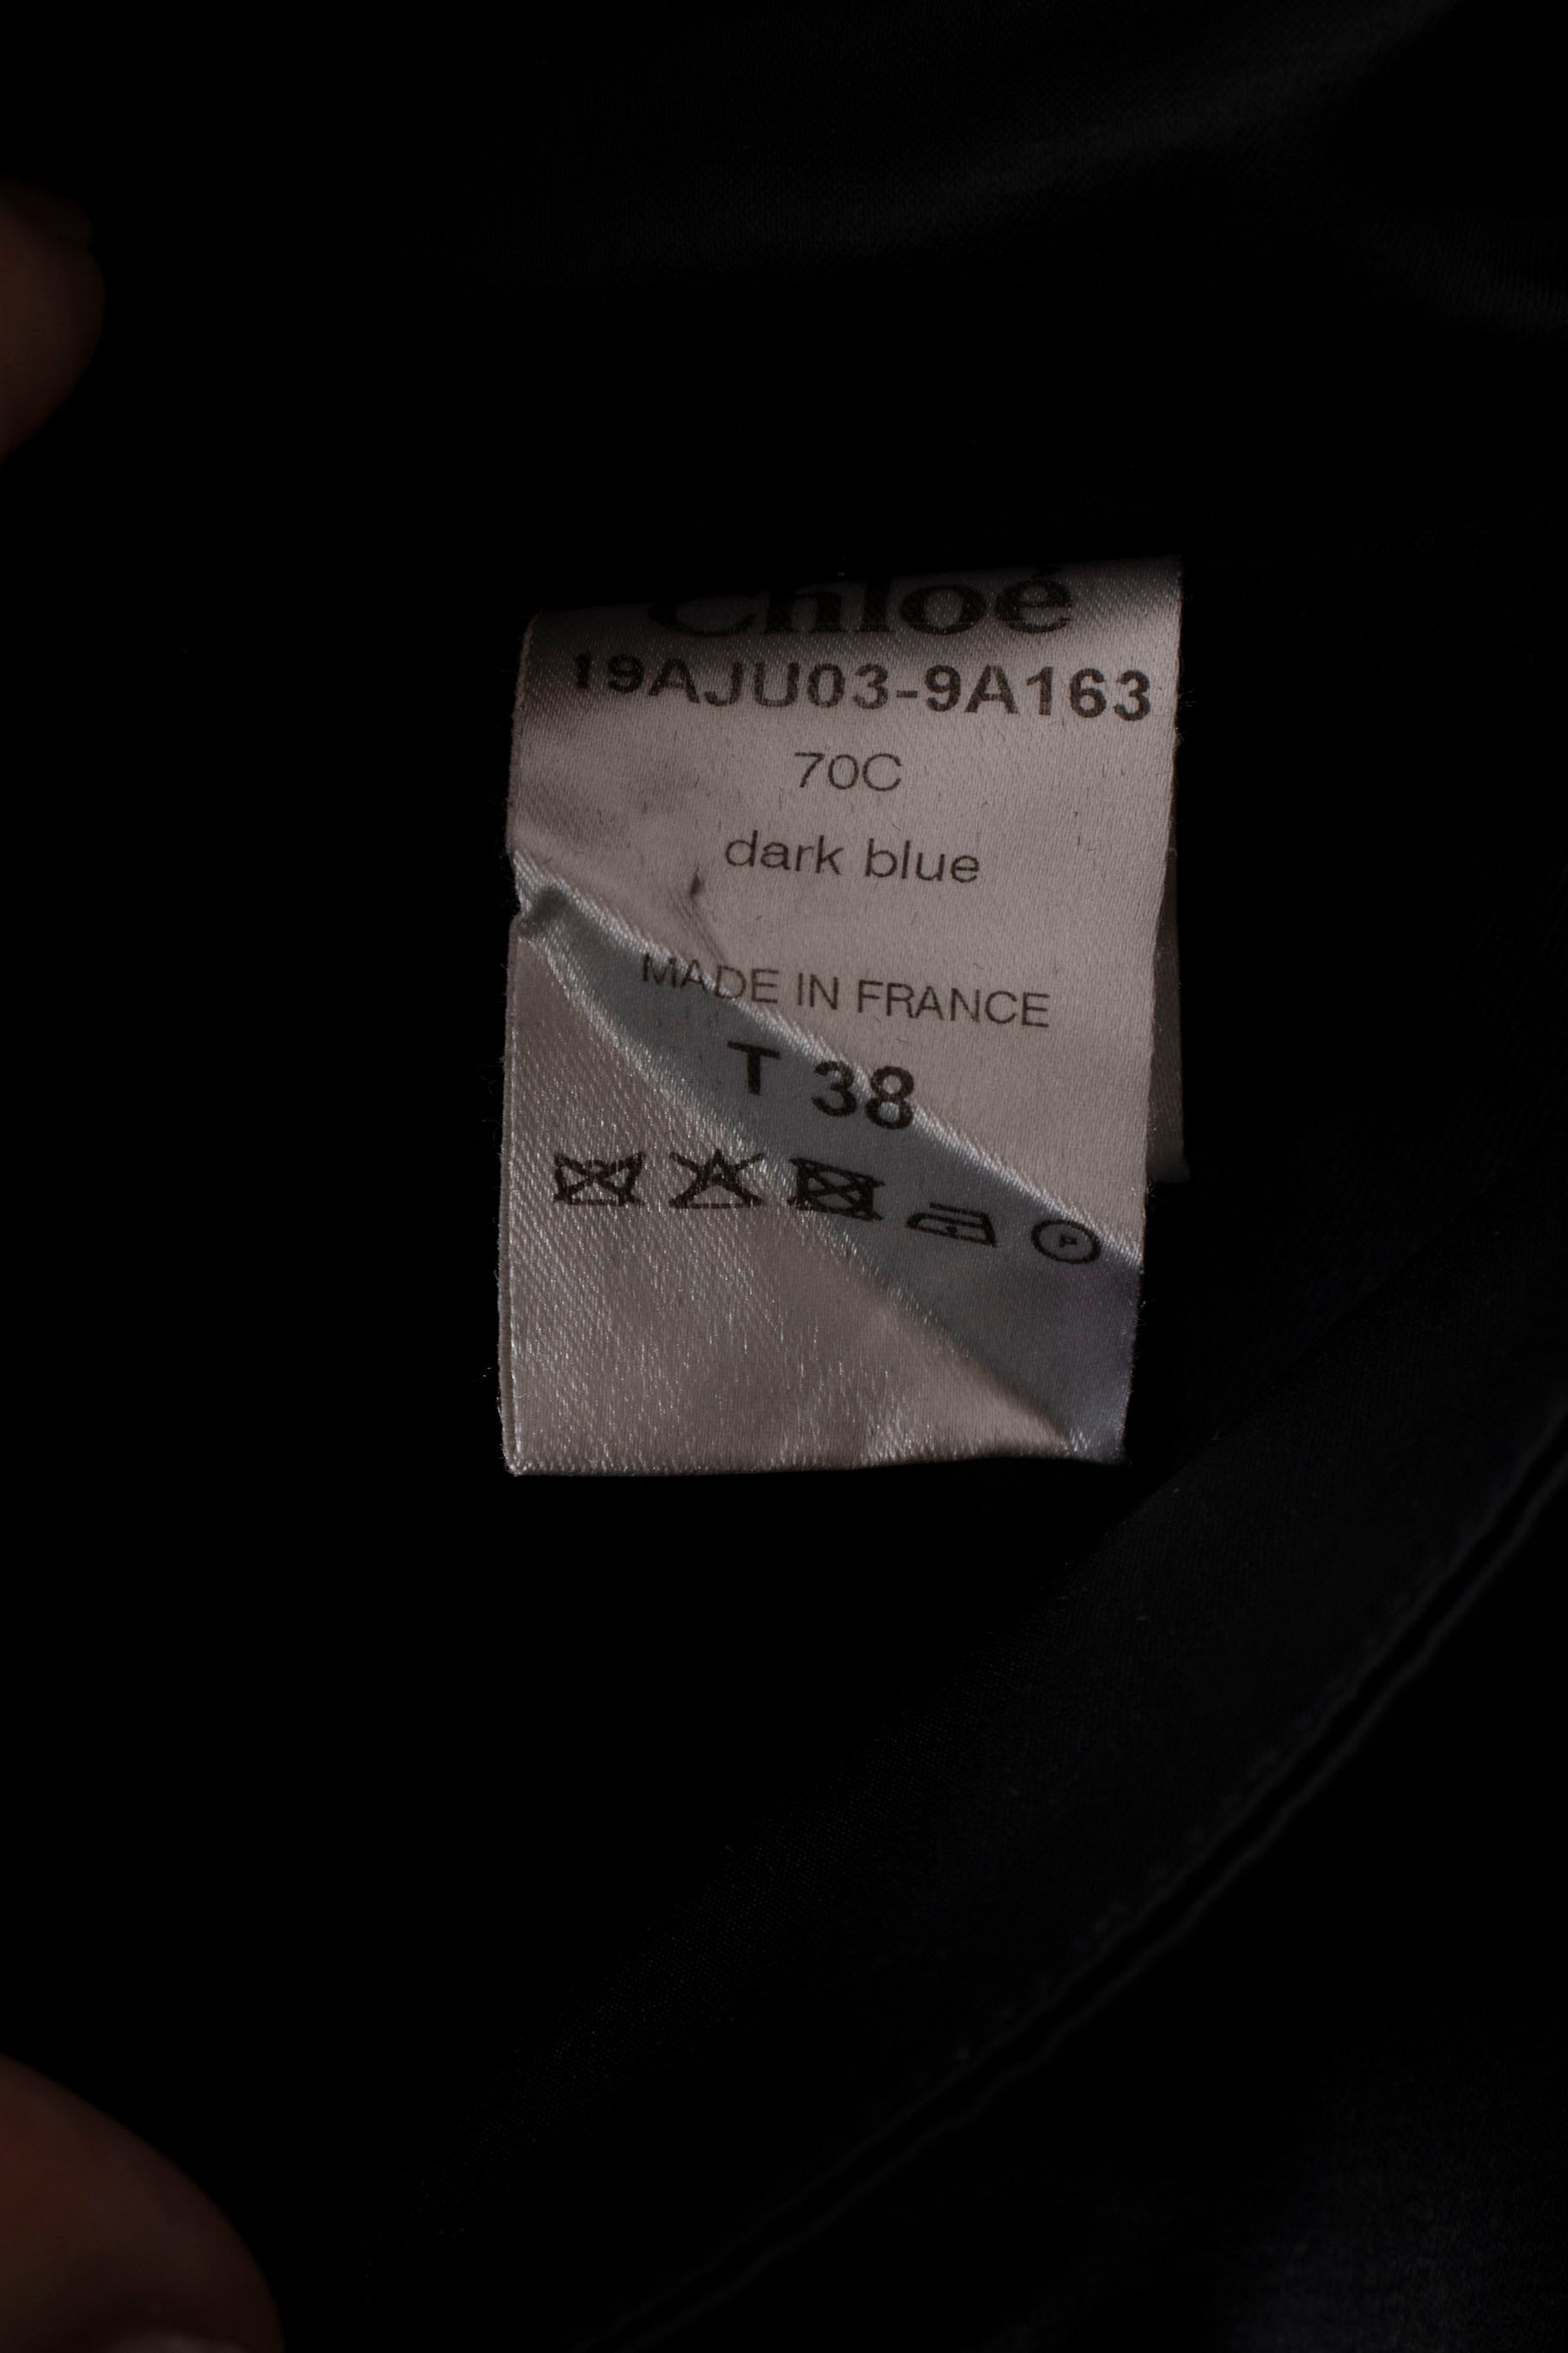 Chloé
19AJU03-9A163
70C
dark blue
MADE IN FRANCE
T 38
P